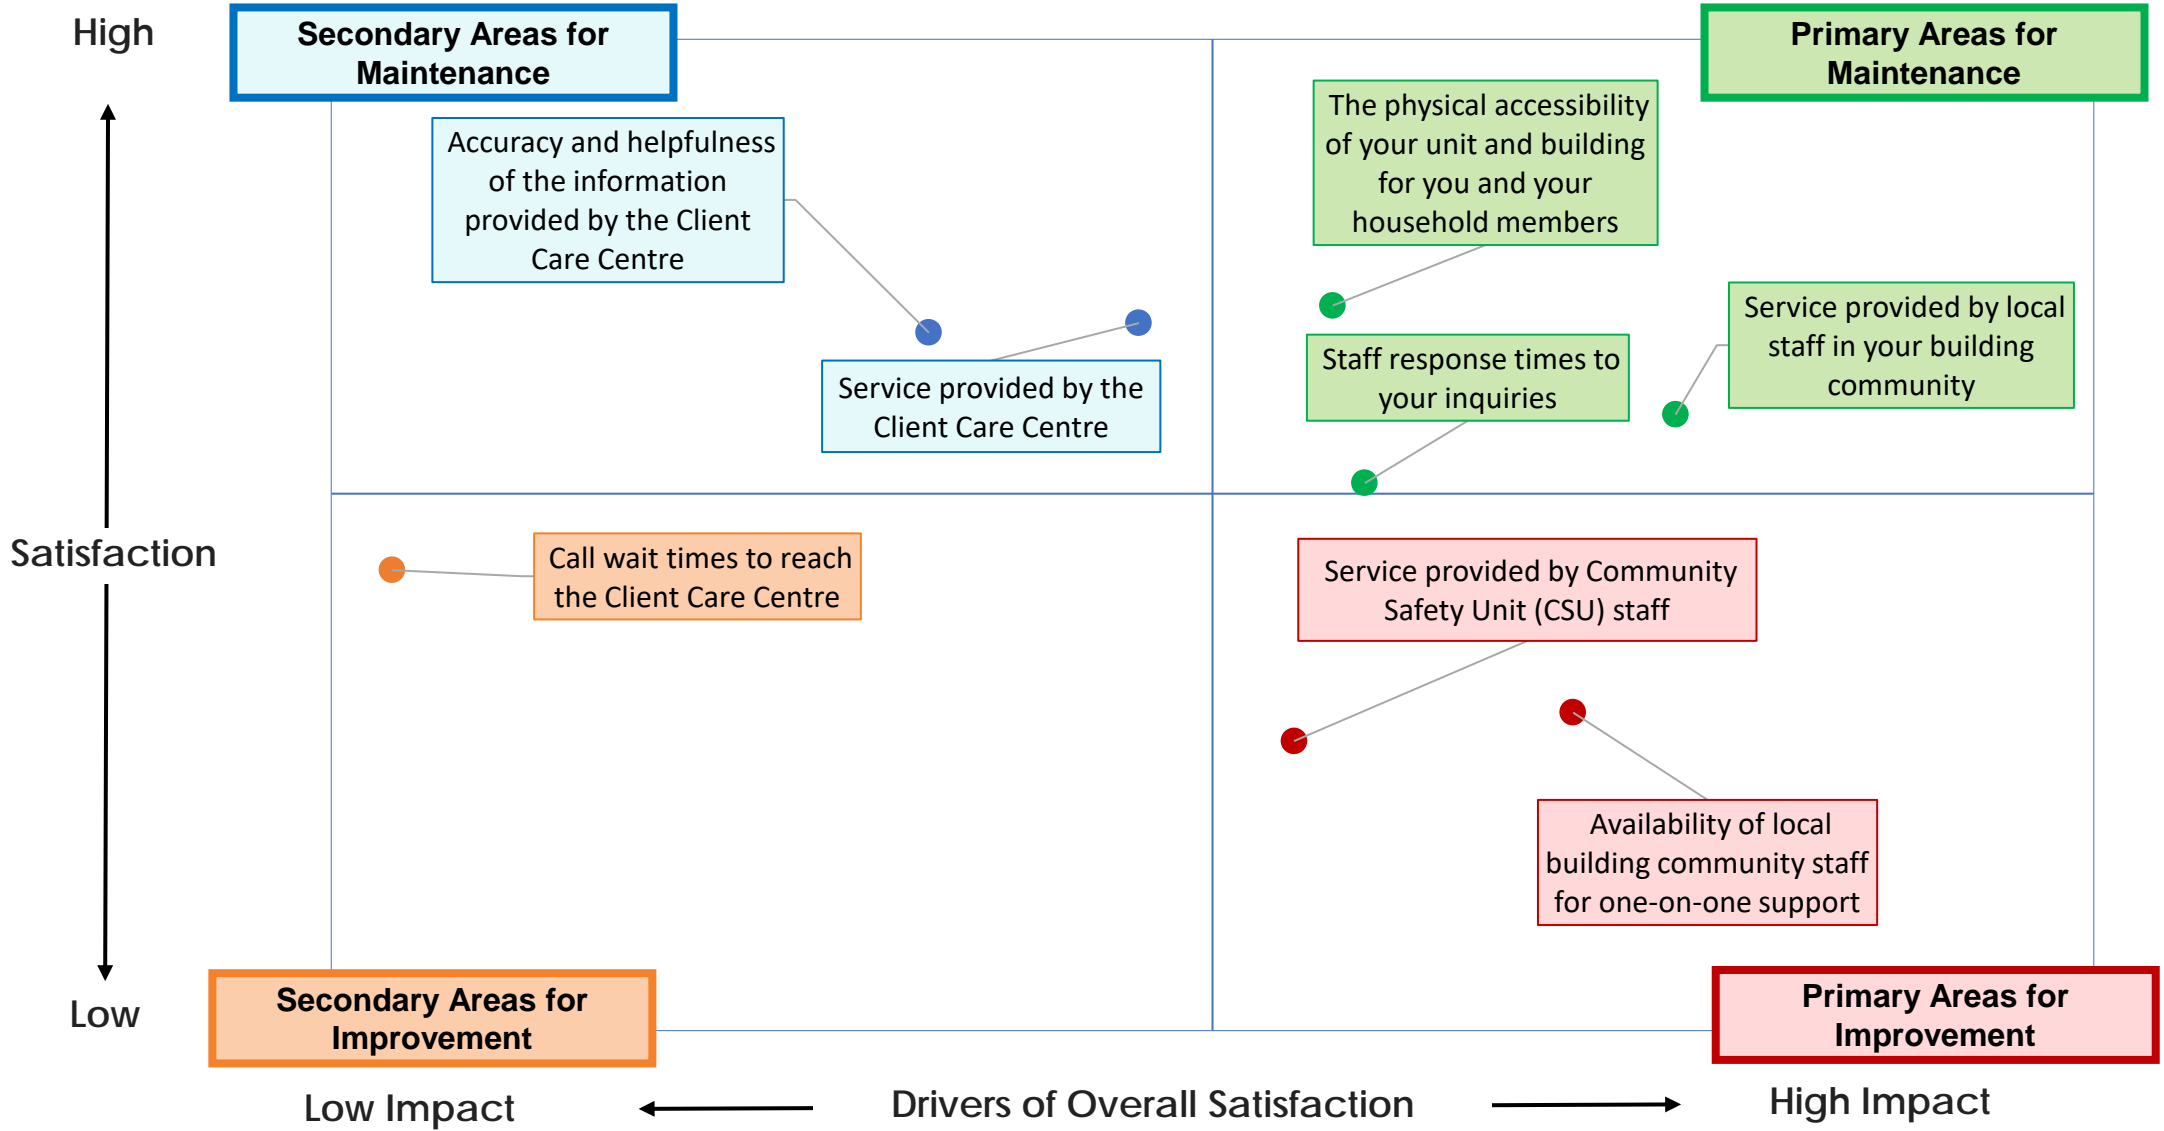 High
Secondary Areas for
Maintenance
Primary Areas for
Maintenance
Accuracy and helpfulness
of the information
provided by the Client
Care Centre
The physical accessibility
of your unit and building
for you and your
household members
Service provided by local
staff in your building
community
Staff response times to
your inquiries
Service provided by the
Client Care Centre
Satisfaction
Call wait times to reach
the Client Care Centre
Service provided by Community
Safety Unit (CSU) staff
Availability of local
building community staff
for one-on-one support
Low
Secondary Areas for
Improvement
Primary Areas for
Improvement
Low Impact
Drivers of Overall Satisfaction
High Impact